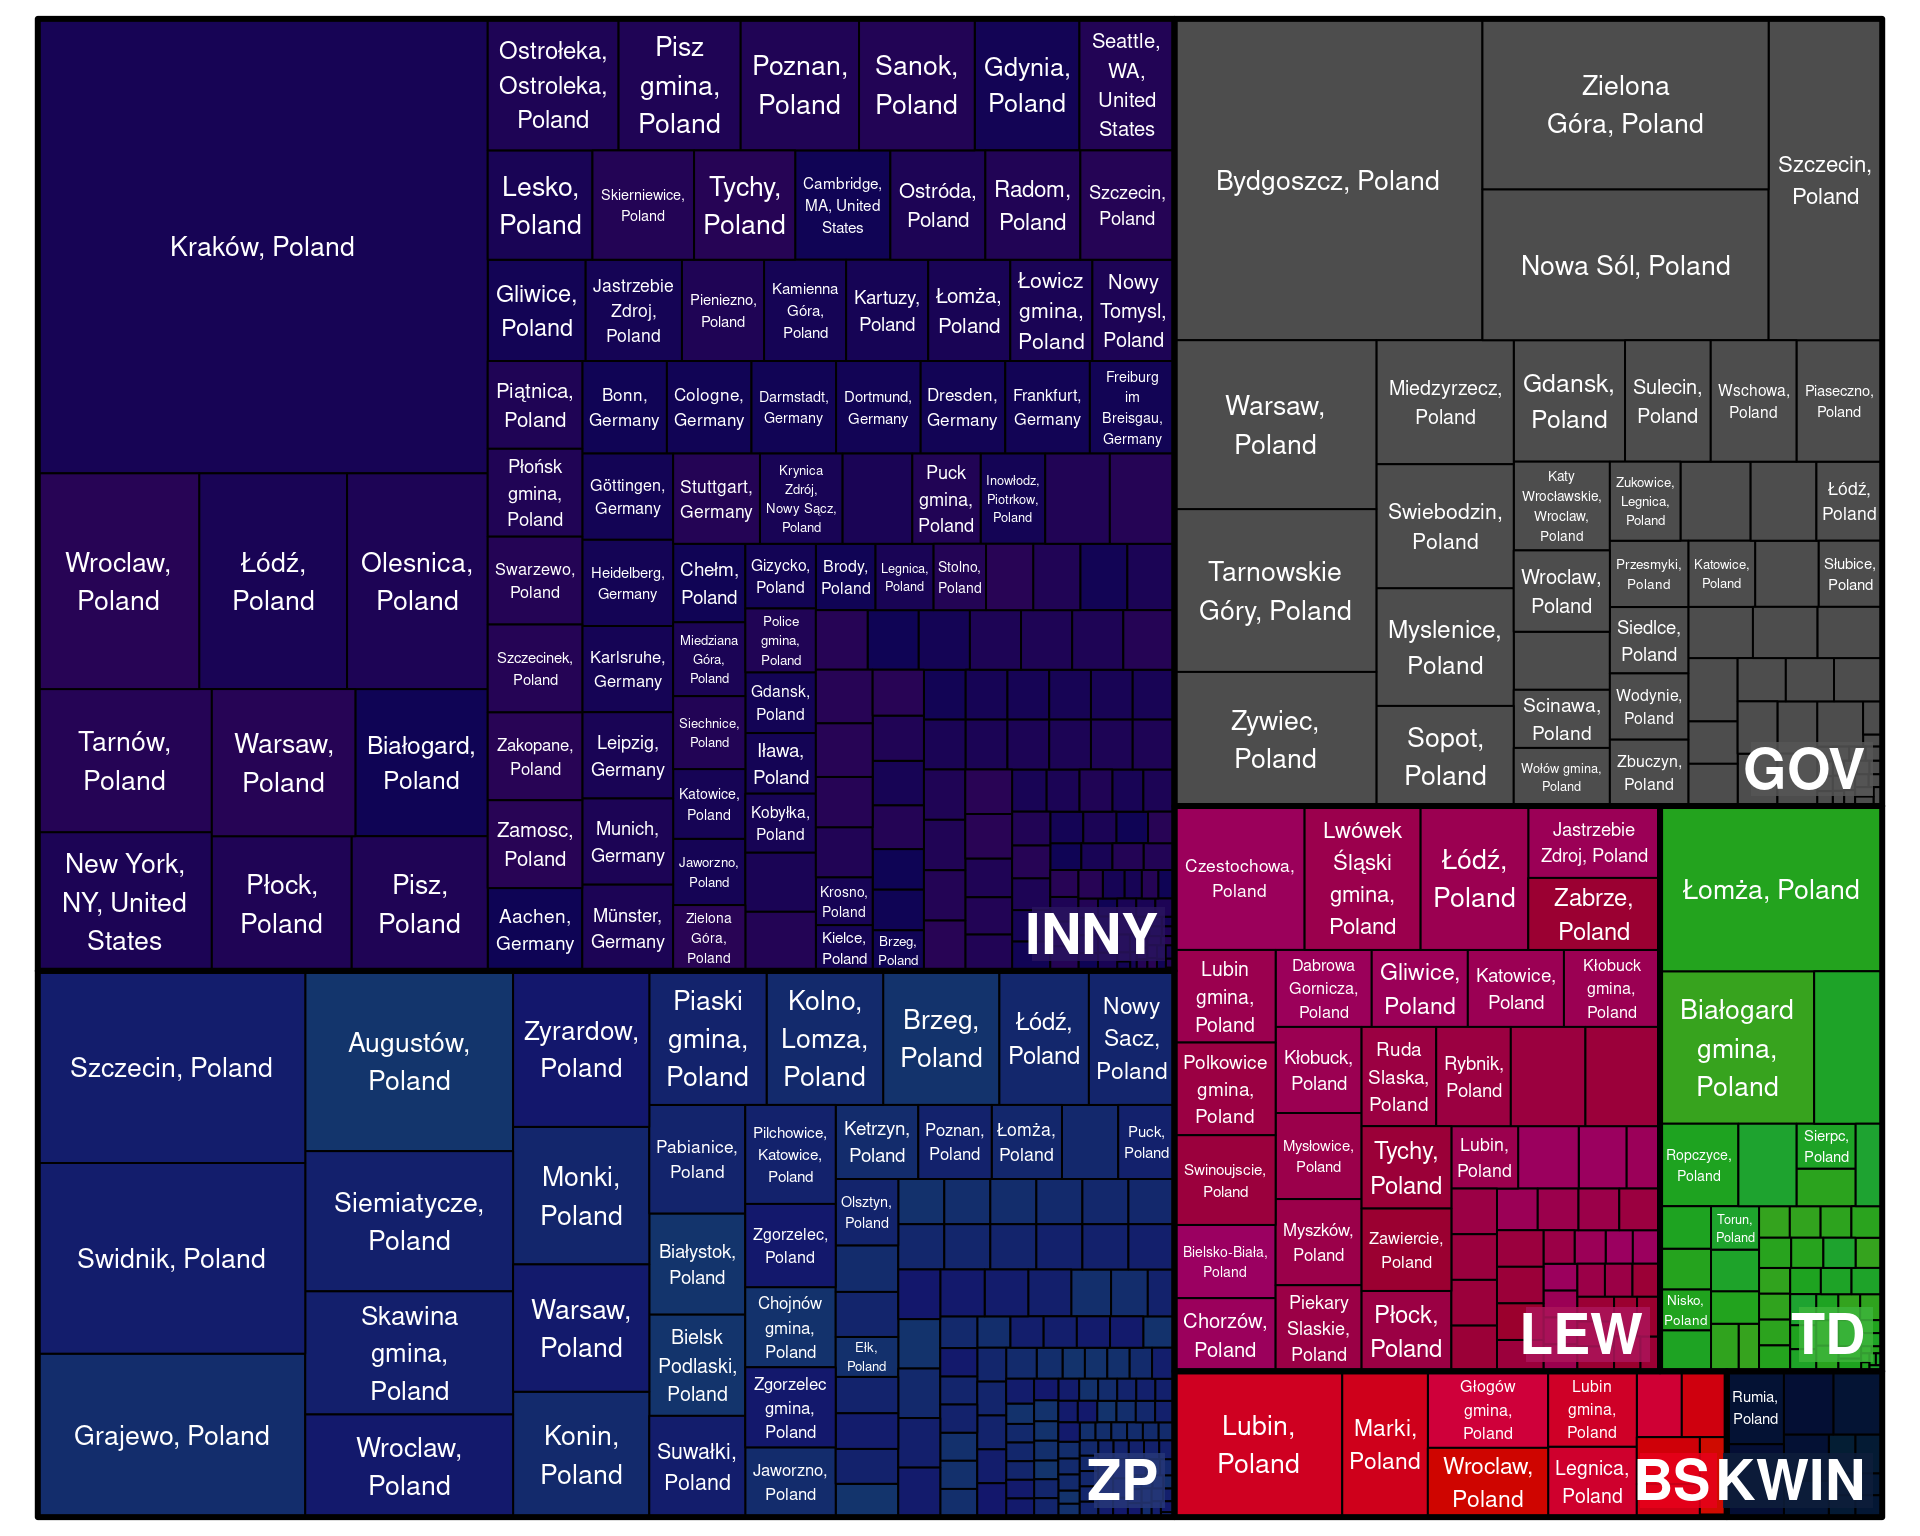 Kraków, Poland
Wroclaw,
Poland
Łódź,
Poland
Olesnica,
Poland
Tarnów,
Poland
Warsaw,
Poland
Białogard,
Poland
New York,
NY, United
States
Płock,
Poland
Pisz,
Poland
Ostrołeka,
Ostroleka,
Poland
Pisz
gmina,
Poland
Poznan,
Poland
Sanok,
Poland
Gdynia,
Poland
Seattle,
WA,
United
States
Lesko,
Poland
Skierniewice,
Poland
Tychy,
Poland
Cambridge,
MA, United
States
Ostróda,
Poland
Radom,
Poland
Szczecin,
Poland
Gliwice,
Poland
Jastrzebie
Zdroj,
Poland
Pieniezno,
Poland
Kamienna
Góra,
Poland
Kartuzy,
Poland
Łomża,
Poland
Łowicz
gmina,
Poland
Nowy
Tomysl,
Poland
Piątnica,
Poland
Płońsk
gmina,
Poland
Swarzewo,
Poland
Szczecinek,
Poland
Zakopane,
Poland
Zamosc,
Poland
Aachen,
Germany
Bonn,
Germany
Cologne,
Germany
Darmstadt,
Germany
Dortmund,
Germany
Dresden,
Germany
Frankfurt,
Germany
Freiburg
im
Breisgau,
Germany
Göttingen,
Germany
Heidelberg,
Germany
Karlsruhe,
Germany
Leipzig,
Germany
Munich,
Germany
Münster,
Germany
Stuttgart,
Germany
Krynica
Zdrój,
Nowy Sącz,
Poland
Puck
gmina,
Poland
Inowłodz,
Piotrkow,
Poland
Chełm,
Poland
Miedziana
Góra,
Poland
Siechnice,
Poland
Katowice,
Poland
Jaworzno,
Poland
Zielona
Góra,
Poland
Gizycko,
Poland
Police
gmina,
Poland
Gdansk,
Poland
Iława,
Poland
Kobyłka,
Poland
Brody,
Poland
Legnica,
Poland
Stolno,
Poland
Krosno,
Poland
Kielce,
Poland
Brzeg,
Poland
INNY
Bydgoszcz, Poland
Zielona
Góra, Poland
Nowa Sól, Poland
Szczecin,
Poland
Warsaw,
Poland
Tarnowskie
Góry, Poland
Zywiec,
Poland
Miedzyrzecz,
Poland
Swiebodzin,
Poland
Myslenice,
Poland
Sopot,
Poland
Gdansk,
Poland
Sulecin,
Poland
Wschowa,
Poland
Piaseczno,
Poland
Katy
Wrocławskie,
Wroclaw,
Poland
Wroclaw,
Poland
Scinawa,
Poland
Wołów gmina,
Poland
Zukowice,
Legnica,
Poland
Łódź,
Poland
Przesmyki,
Poland
Katowice,
Poland
Słubice,
Poland
Siedlce,
Poland
Wodynie,
Poland
Zbuczyn,
Poland
GOV
Szczecin, Poland
Swidnik, Poland
Grajewo, Poland
Augustów,
Poland
Siemiatycze,
Poland
Skawina
gmina,
Poland
Wroclaw,
Poland
Zyrardow,
Poland
Monki,
Poland
Warsaw,
Poland
Konin,
Poland
Piaski
gmina,
Poland
Kolno,
Lomza,
Poland
Brzeg,
Poland
Łódź,
Poland
Nowy
Sacz,
Poland
Pabianice,
Poland
Białystok,
Poland
Bielsk
Podlaski,
Poland
Suwałki,
Poland
Pilchowice,
Katowice,
Poland
Zgorzelec,
Poland
Chojnów
gmina,
Poland
Zgorzelec
gmina,
Poland
Jaworzno,
Poland
Ketrzyn,
Poland
Poznan,
Poland
Łomża,
Poland
Puck,
Poland
Olsztyn,
Poland
Ełk,
Poland
ZP
Czestochowa,
Poland
Lwówek
Śląski
gmina,
Poland
Łódź,
Poland
Jastrzebie
Zdroj, Poland
Zabrze,
Poland
Lubin
gmina,
Poland
Polkowice
gmina,
Poland
Swinoujscie,
Poland
Bielsko-Biała,
Poland
Chorzów,
Poland
Dabrowa
Gornicza,
Poland
Gliwice,
Poland
Katowice,
Poland
Kłobuck
gmina,
Poland
Kłobuck,
Poland
Mysłowice,
Poland
Myszków,
Poland
Piekary
Slaskie,
Poland
Ruda
Slaska,
Poland
Rybnik,
Poland
Tychy,
Poland
Zawiercie,
Poland
Płock,
Poland
Lubin,
Poland
LEW
Łomża, Poland
Białogard
gmina,
Poland
Ropczyce,
Poland
Sierpc,
Poland
Torun,
Poland
Nisko,
Poland
TD
Lubin,
Poland
Marki,
Poland
Głogów
gmina,
Poland
Wroclaw,
Poland
Lubin
gmina,
Poland
Legnica,
Poland
BS
Rumia,
Poland
KWIN